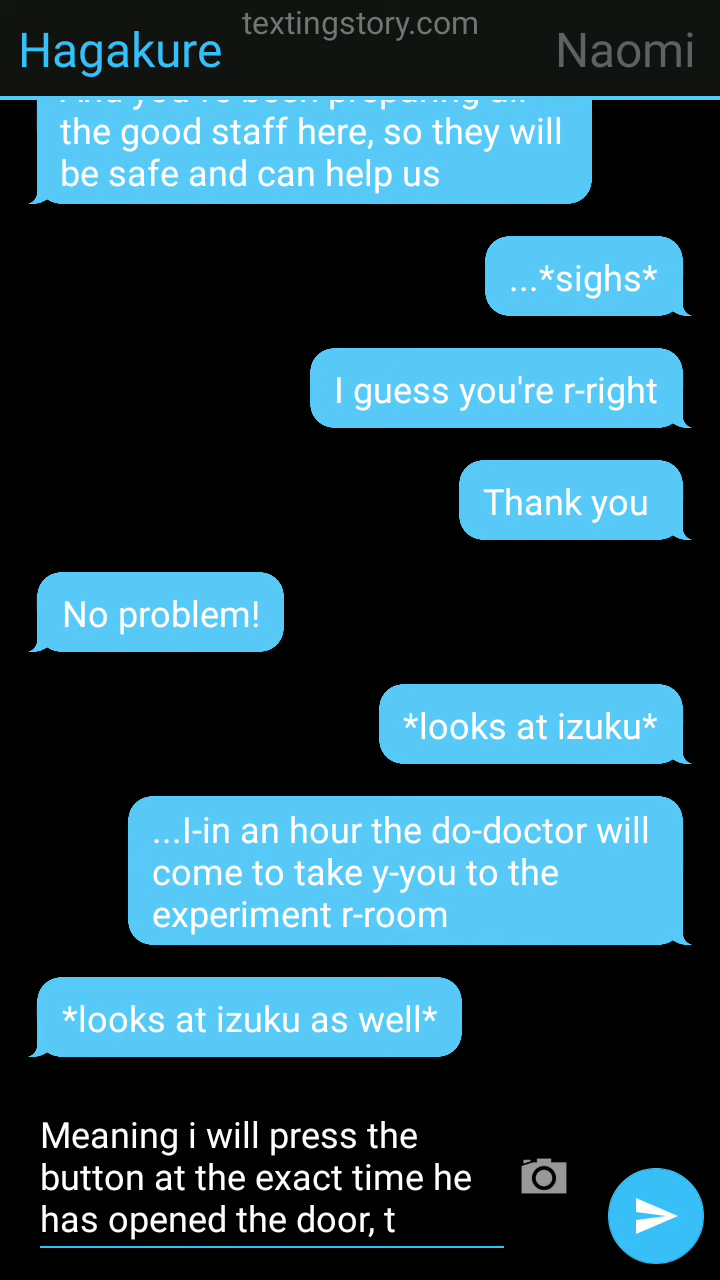 textingstory.com
Hagakure
Naomi
the good staff here, so they will
be safe and can help us
...*sighs*
I guess you're r-right
Thank you
No problem!
*looks at izuku*
...I-in an hour the do-doctor will
come to take y-you to the
experiment r-room
*looks at izuku as well*
Meaning i will press the
button at the exact time he
has opened the door, t